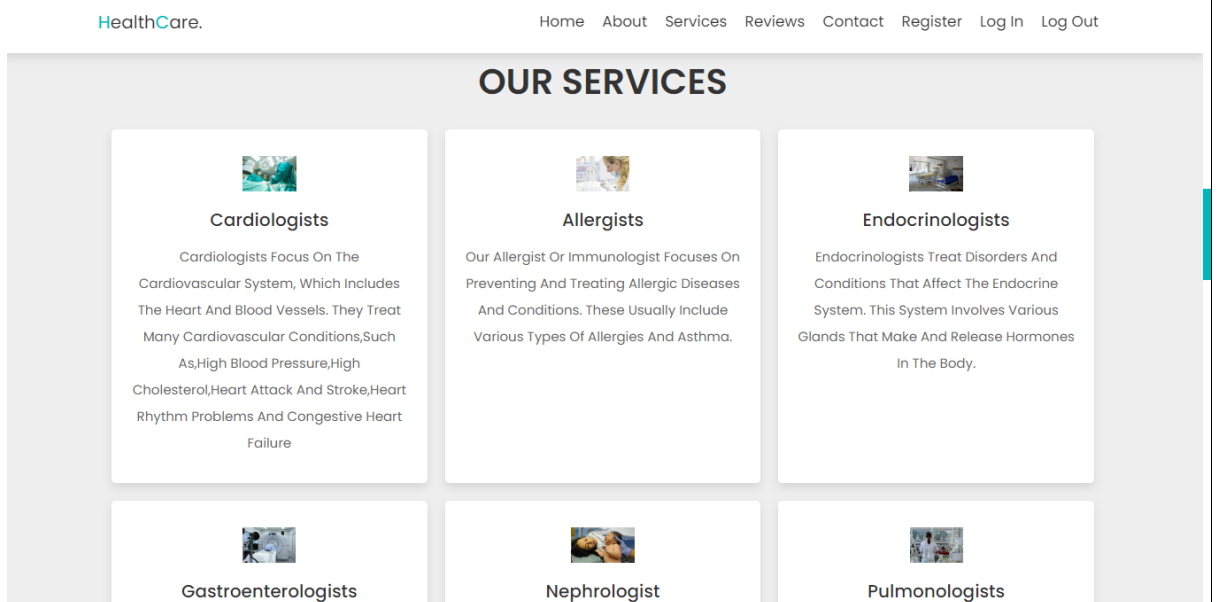 HealthCare.
Home About Services Reviews Contact Register Log In Log Out
OUR SERVICES
Cardiologists
Cardiologists Focus On The
Cardiovascular System, Which Includes
The Heart And Blood Vessels. They Treat
Many Cardiovascular Conditions,Such
As,High Blood Pressure,High
Cholesterol,Heart Attack And Stroke,Heart
Rhythm Problems And Congestive Heart
Failure
Allergists
Our Allergist Or Immunologist Focuses On
Preventing And Treating Allergic Diseases
And Conditions. These Usually Include
Various Types Of Allergies And Asthma.
Endocrinologists
Endocrinologists Treat Disorders And
Conditions That Affect The Endocrine
System. This System Involves Various
Glands That Make And Release Hormones
In The Body.
Gastroenterologists
Nephrologist
Pulmonologists